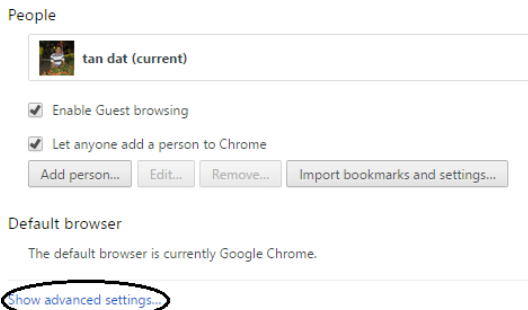 People
tan dat (current)
Enable Guest browsing
Let anyone add a person to Chrome
Add person... Edit... Remove... Import bookmarks and settings...
Default browser
The default browser is currently Google Chrome.
Show advanced settings...